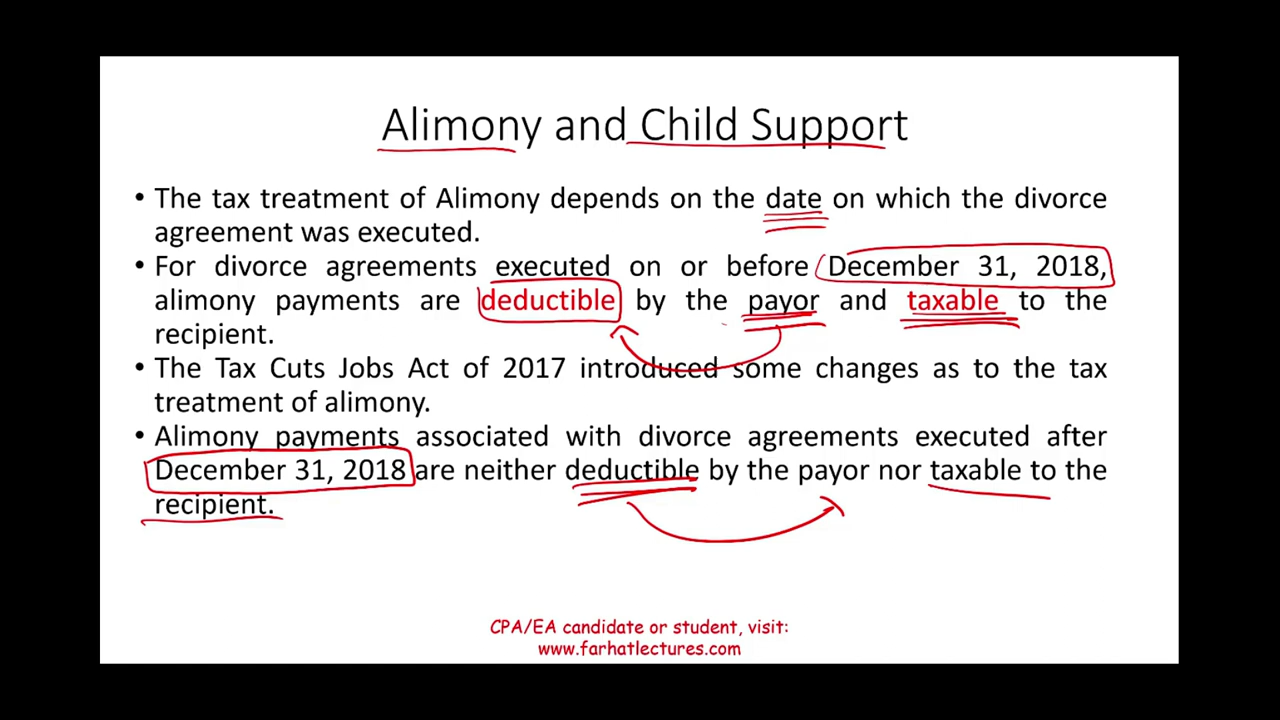 Alimony and Child Support
• The tax treatment of Alimony depends on the date on which the divorce
agreement was executed.
• For divorce agreements executed on or before December 31, 2018,
alimony payments are deductible by the payor and taxable to the
recipient.
• The Tax Cuts Jobs Act of 2017 introduced some changes as to the tax
treatment of alimony.
• Alimony payments associated with divorce agreements executed after
December 31, 2018 are neither deductible by the payor nor taxable to the
recipient.
CPA/EA candidate or student, visit:
www.farhatlectures.com